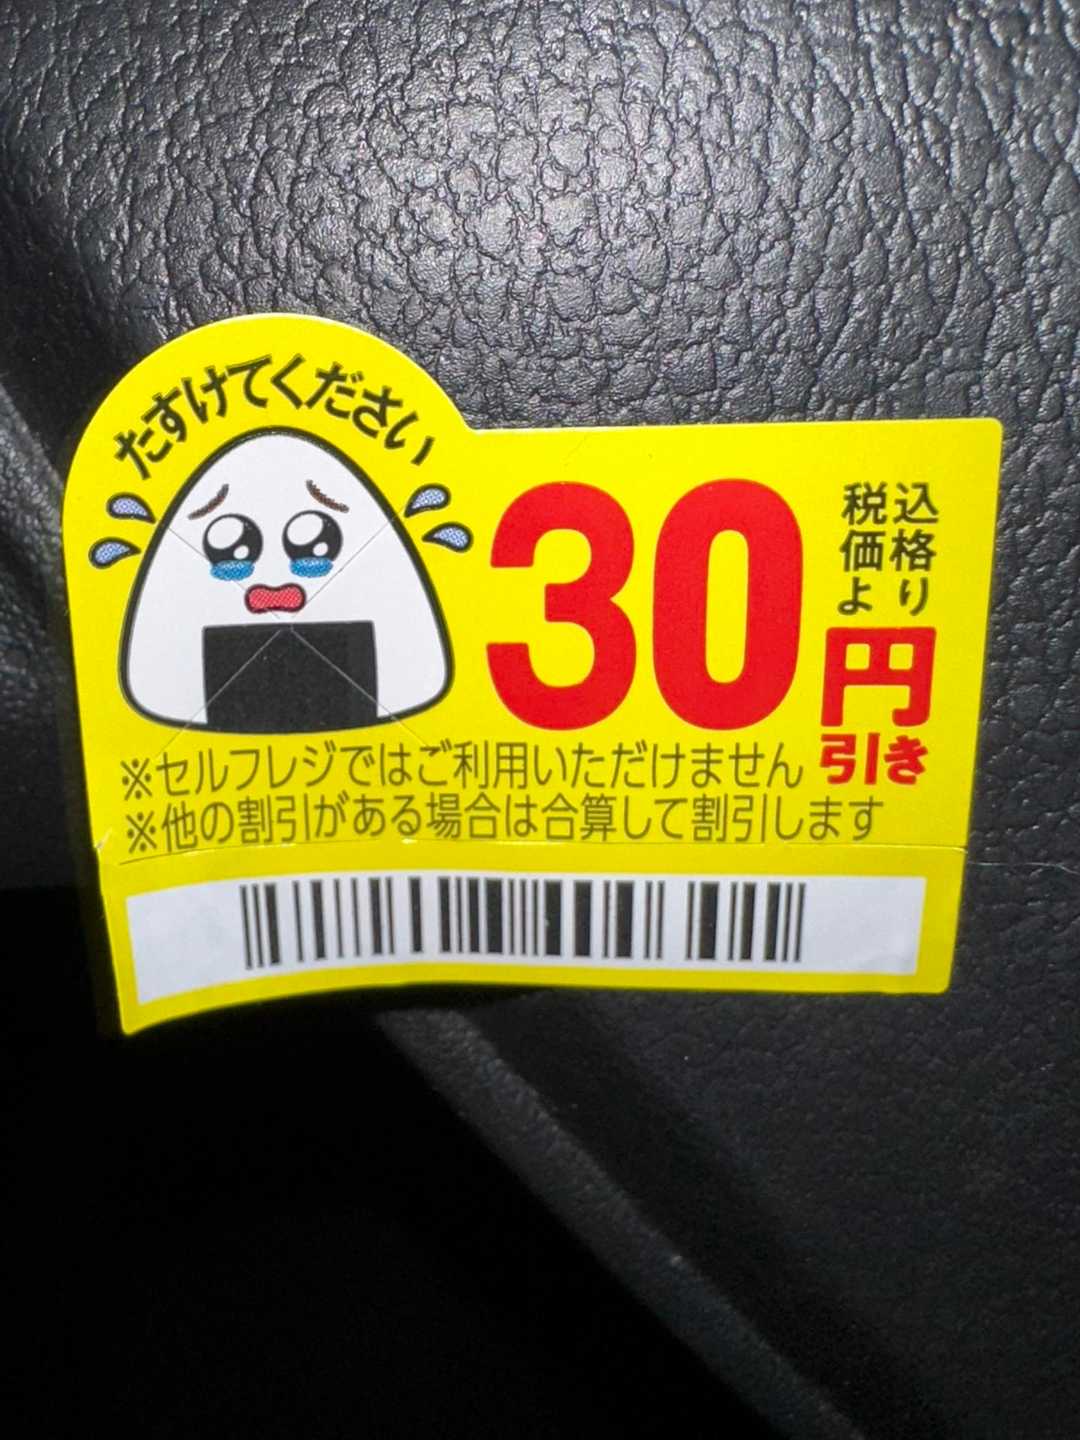 たすけてください
30
税込
価格
より
円
引き
※セルフレジではご利用いただけません
※他の割引がある場合は合算して割引します